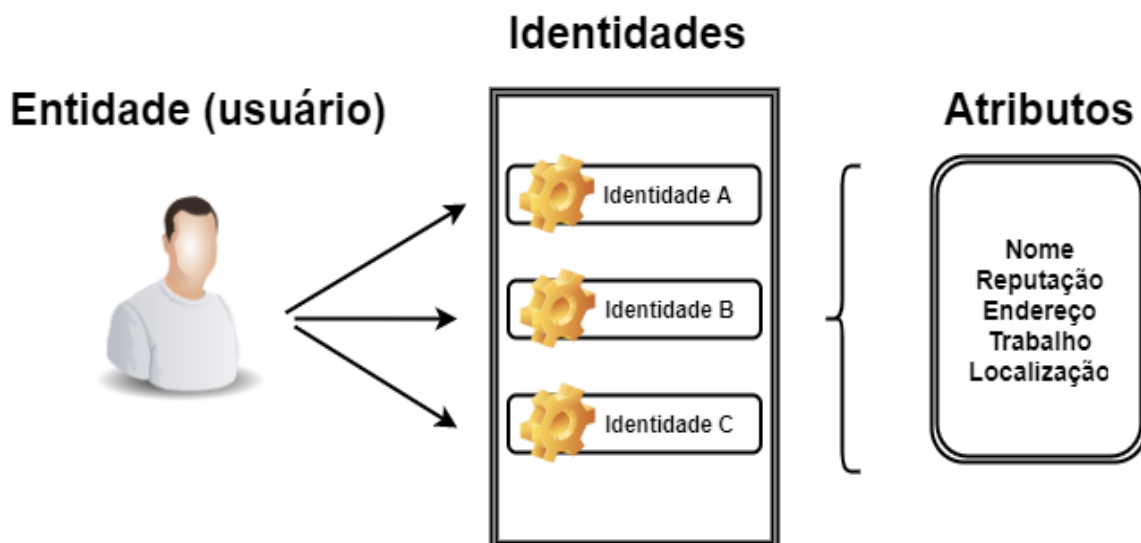 Identidades
Entidade (usuário)
Atributos
Identidade A
Identidade B
Identidade C
Nome
Reputação
Endereço
Trabalho
Localização